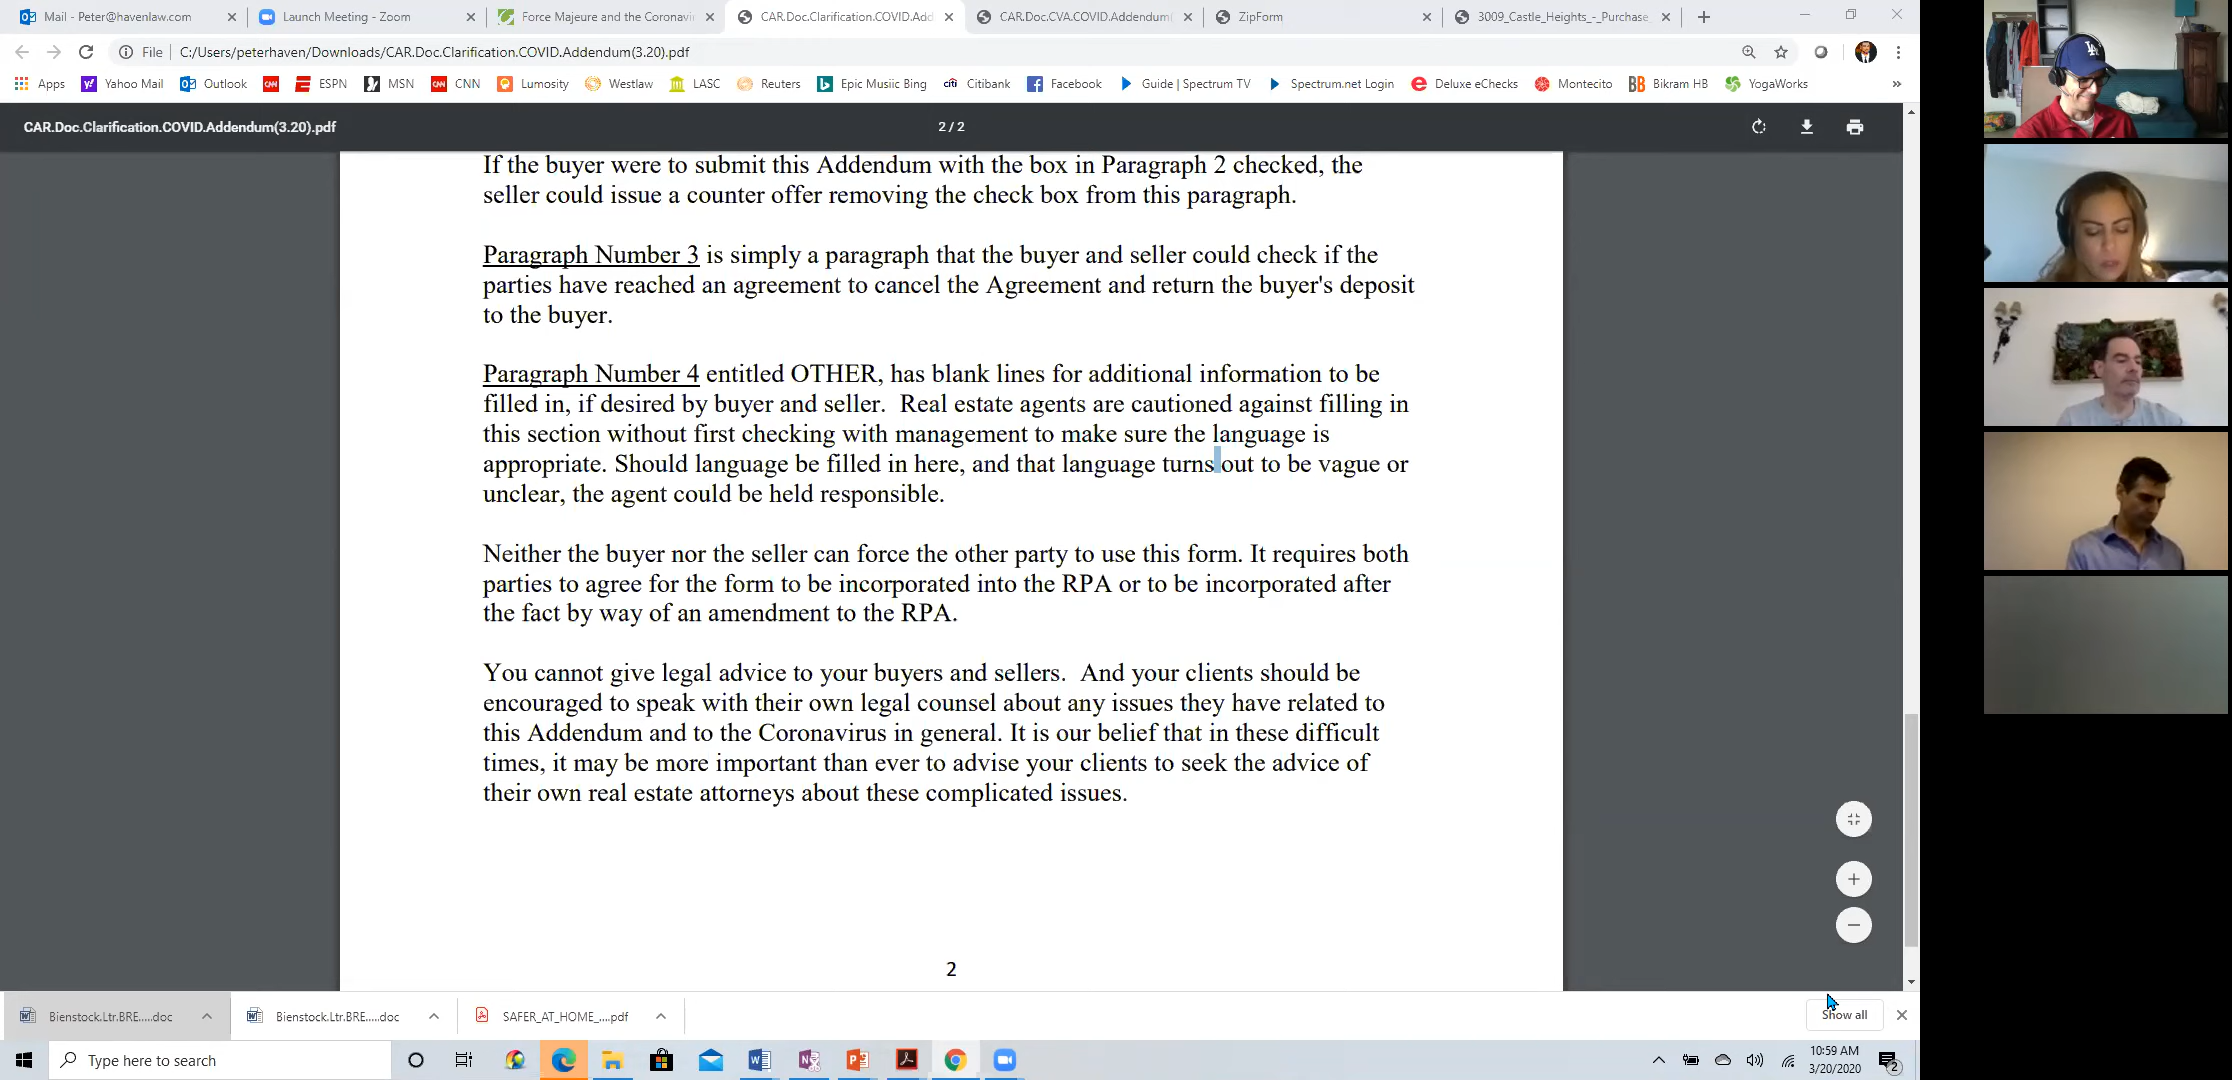 Mail - Peter@havenlaw.com
Launch Meeting - Zoom
Force Majeure and the Coronavir
CAR.Doc.Clarification.COVID.Add
CAR.Doc.CVA.COVID.Addendum
ZipForm
3009_Castle_Heights_-_Purchase_
File
C:/Users/peterhaven/Downloads/CAR.Doc.Clarification.COVID.Addendum(3.20).pdf
Apps
Yahoo Mail
Outlook
CNN
ESPN
MSN
CNN
Lumosity
Westlaw
LASC
Reuters
Epic Musiic Bing
citi Citibank
Facebook
Guide | Spectrum TV
Spectrum.net Login
Deluxe eChecks
Montecito
BB Bikram HB
YogaWorks
CAR.Doc.Clarification.COVID.Addendum(3.20).pdf
2 / 2
If the buyer were to submit this Addendum with the box in Paragraph 2 checked, the
seller could issue a counter offer removing the check box from this paragraph.
Paragraph Number 3 is simply a paragraph that the buyer and seller could check if the
parties have reached an agreement to cancel the Agreement and return the buyer's deposit
to the buyer.
Paragraph Number 4 entitled OTHER, has blank lines for additional information to be
filled in, if desired by buyer and seller.  Real estate agents are cautioned against filling in
this section without first checking with management to make sure the language is
appropriate. Should language be filled in here, and that language turns out to be vague or
unclear, the agent could be held responsible.
Neither the buyer nor the seller can force the other party to use this form. It requires both
parties to agree for the form to be incorporated into the RPA or to be incorporated after
the fact by way of an amendment to the RPA.
You cannot give legal advice to your buyers and sellers.  And your clients should be
encouraged to speak with their own legal counsel about any issues they have related to
this Addendum and to the Coronavirus in general. It is our belief that in these difficult
times, it may be more important than ever to advise your clients to seek the advice of
their own real estate attorneys about these complicated issues.
2
Bienstock.Ltr.BRE.....doc
Bienstock.Ltr.BRE.....doc
SAFER_AT_HOME_....pdf
Show all
Type here to search
10:59 AM
3/20/2020
2
LA